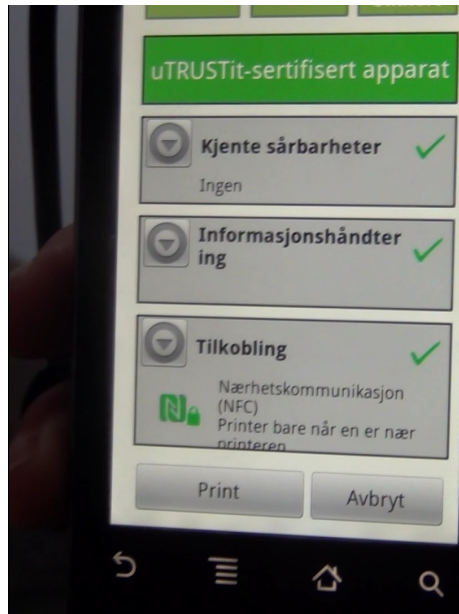 uTRUSTit-sertifisert apparat
Kjente sårbarheter
Ingen
Informasjonshåndter
ing
Tilkobling
Nærhetskommunikasjon
(NFC)
Printer bare når en er nær
printeren
Print
Avbryt